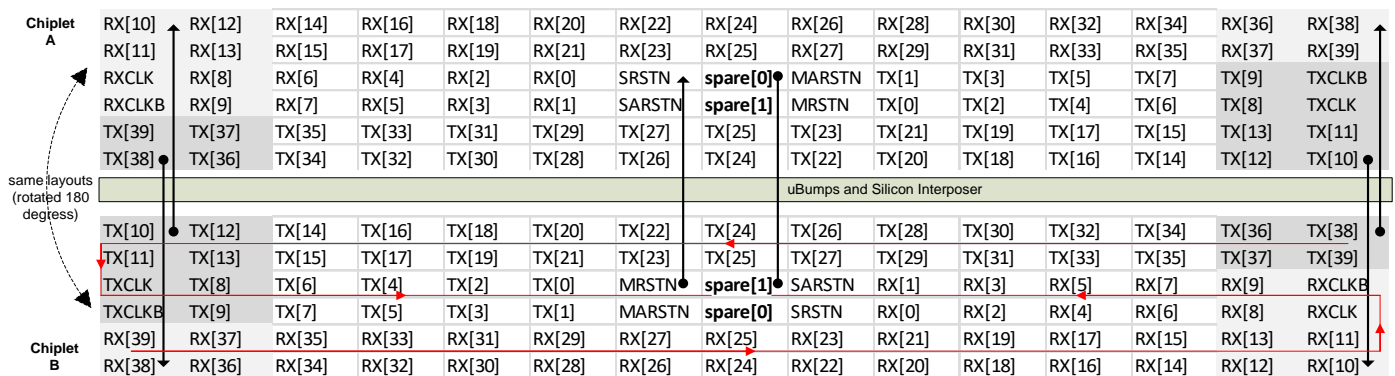 Chiplet A
RX[10] RX[12] RX[14] RX[16] RX[18] RX[20] RX[22] RX[24] RX[26] RX[28] RX[30] RX[32] RX[34] RX[36] RX[38]
RX[11] RX[13] RX[15] RX[17] RX[19] RX[21] RX[23] RX[25] RX[27] RX[29] RX[31] RX[33] RX[35] RX[37] RX[39]
RXCLK RX[8] RX[6] RX[4] RX[2] RX[0] SRSTN spare[0] MARSTN TX[1] TX[3] TX[5] TX[7] TX[9] TXCLKB
RXCLKB RX[9] RX[7] RX[5] RX[3] RX[1] SARSTN spare[1] MRSTN TX[0] TX[2] TX[4] TX[6] TX[8] TXCLK
TX[39] TX[37] TX[35] TX[33] TX[31] TX[29] TX[27] TX[25] TX[23] TX[21] TX[19] TX[17] TX[15] TX[13] TX[11]
TX[38] TX[36] TX[34] TX[32] TX[30] TX[28] TX[26] TX[24] TX[22] TX[20] TX[18] TX[16] TX[14] TX[12] TX[10]
same layouts
(rotated 180
degress)
uBumps and Silicon Interposer
TX[10] TX[12] TX[14] TX[16] TX[18] TX[20] TX[22] TX[24] TX[26] TX[28] TX[30] TX[32] TX[34] TX[36] TX[38]
TX[11] TX[13] TX[15] TX[17] TX[19] TX[21] TX[23] TX[25] TX[27] TX[29] TX[31] TX[33] TX[35] TX[37] TX[39]
TXCLK TX[8] TX[6] TX[4] TX[2] TX[0] MRSTN spare[1] SARSTN RX[1] RX[3] RX[5] RX[7] RX[9] RXCLKB
TXCLKB TX[9] TX[7] TX[5] TX[3] TX[1] MARSTN spare[0] SRSTN RX[0] RX[2] RX[4] RX[6] RX[8] RXCLK
RX[39] RX[37] RX[35] RX[33] RX[31] RX[29] RX[27] RX[25] RX[23] RX[21] RX[19] RX[17] RX[15] RX[13] RX[11]
Chiplet B
RX[38] RX[36] RX[34] RX[32] RX[30] RX[28] RX[26] RX[24] RX[22] RX[20] RX[18] RX[16] RX[14] RX[12] RX[10]